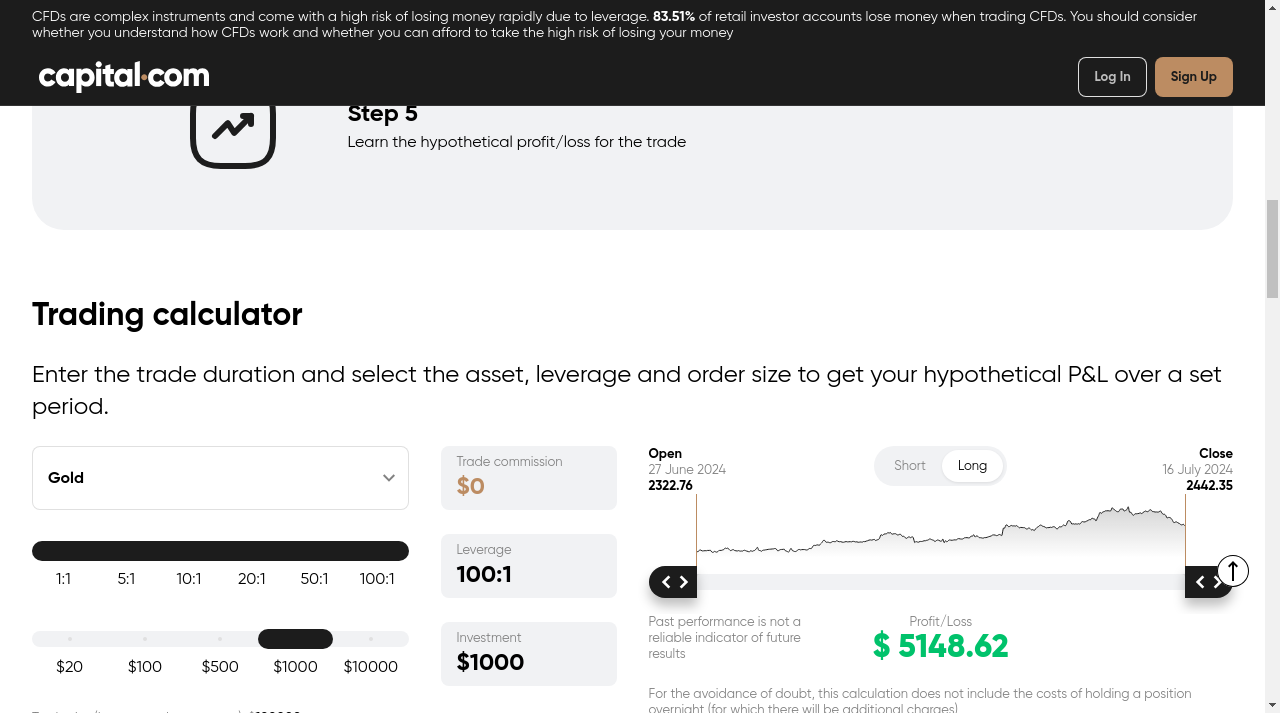 CFDs are complex instruments and come with a high risk of losing money rapidly due to leverage. 83.51% of retail investor accounts lose money when trading CFDs. You should consider
whether you understand how CFDs work and whether you can afford to take the high risk of losing your money
capital.com
Log In
Sign Up
Step 5
Learn the hypothetical profit/loss for the trade
Trading calculator
Enter the trade duration and select the asset, leverage and order size to get your hypothetical P&L over a set
period.
Gold
1:1 5:1 10:1 20:1 50:1 100:1
$20 $100 $500 $1000 $10000
Trade commission
$0
Leverage
100:1
Investment
$1000
Open
27 June 2024
2322.76
Short Long
Close
16 July 2024
2442.35
Past performance is not a
reliable indicator of future
results
Profit/Loss
$ 5148.62
For the avoidance of doubt, this calculation does not include the costs of holding a position
overnight (for which there will be additional charges)